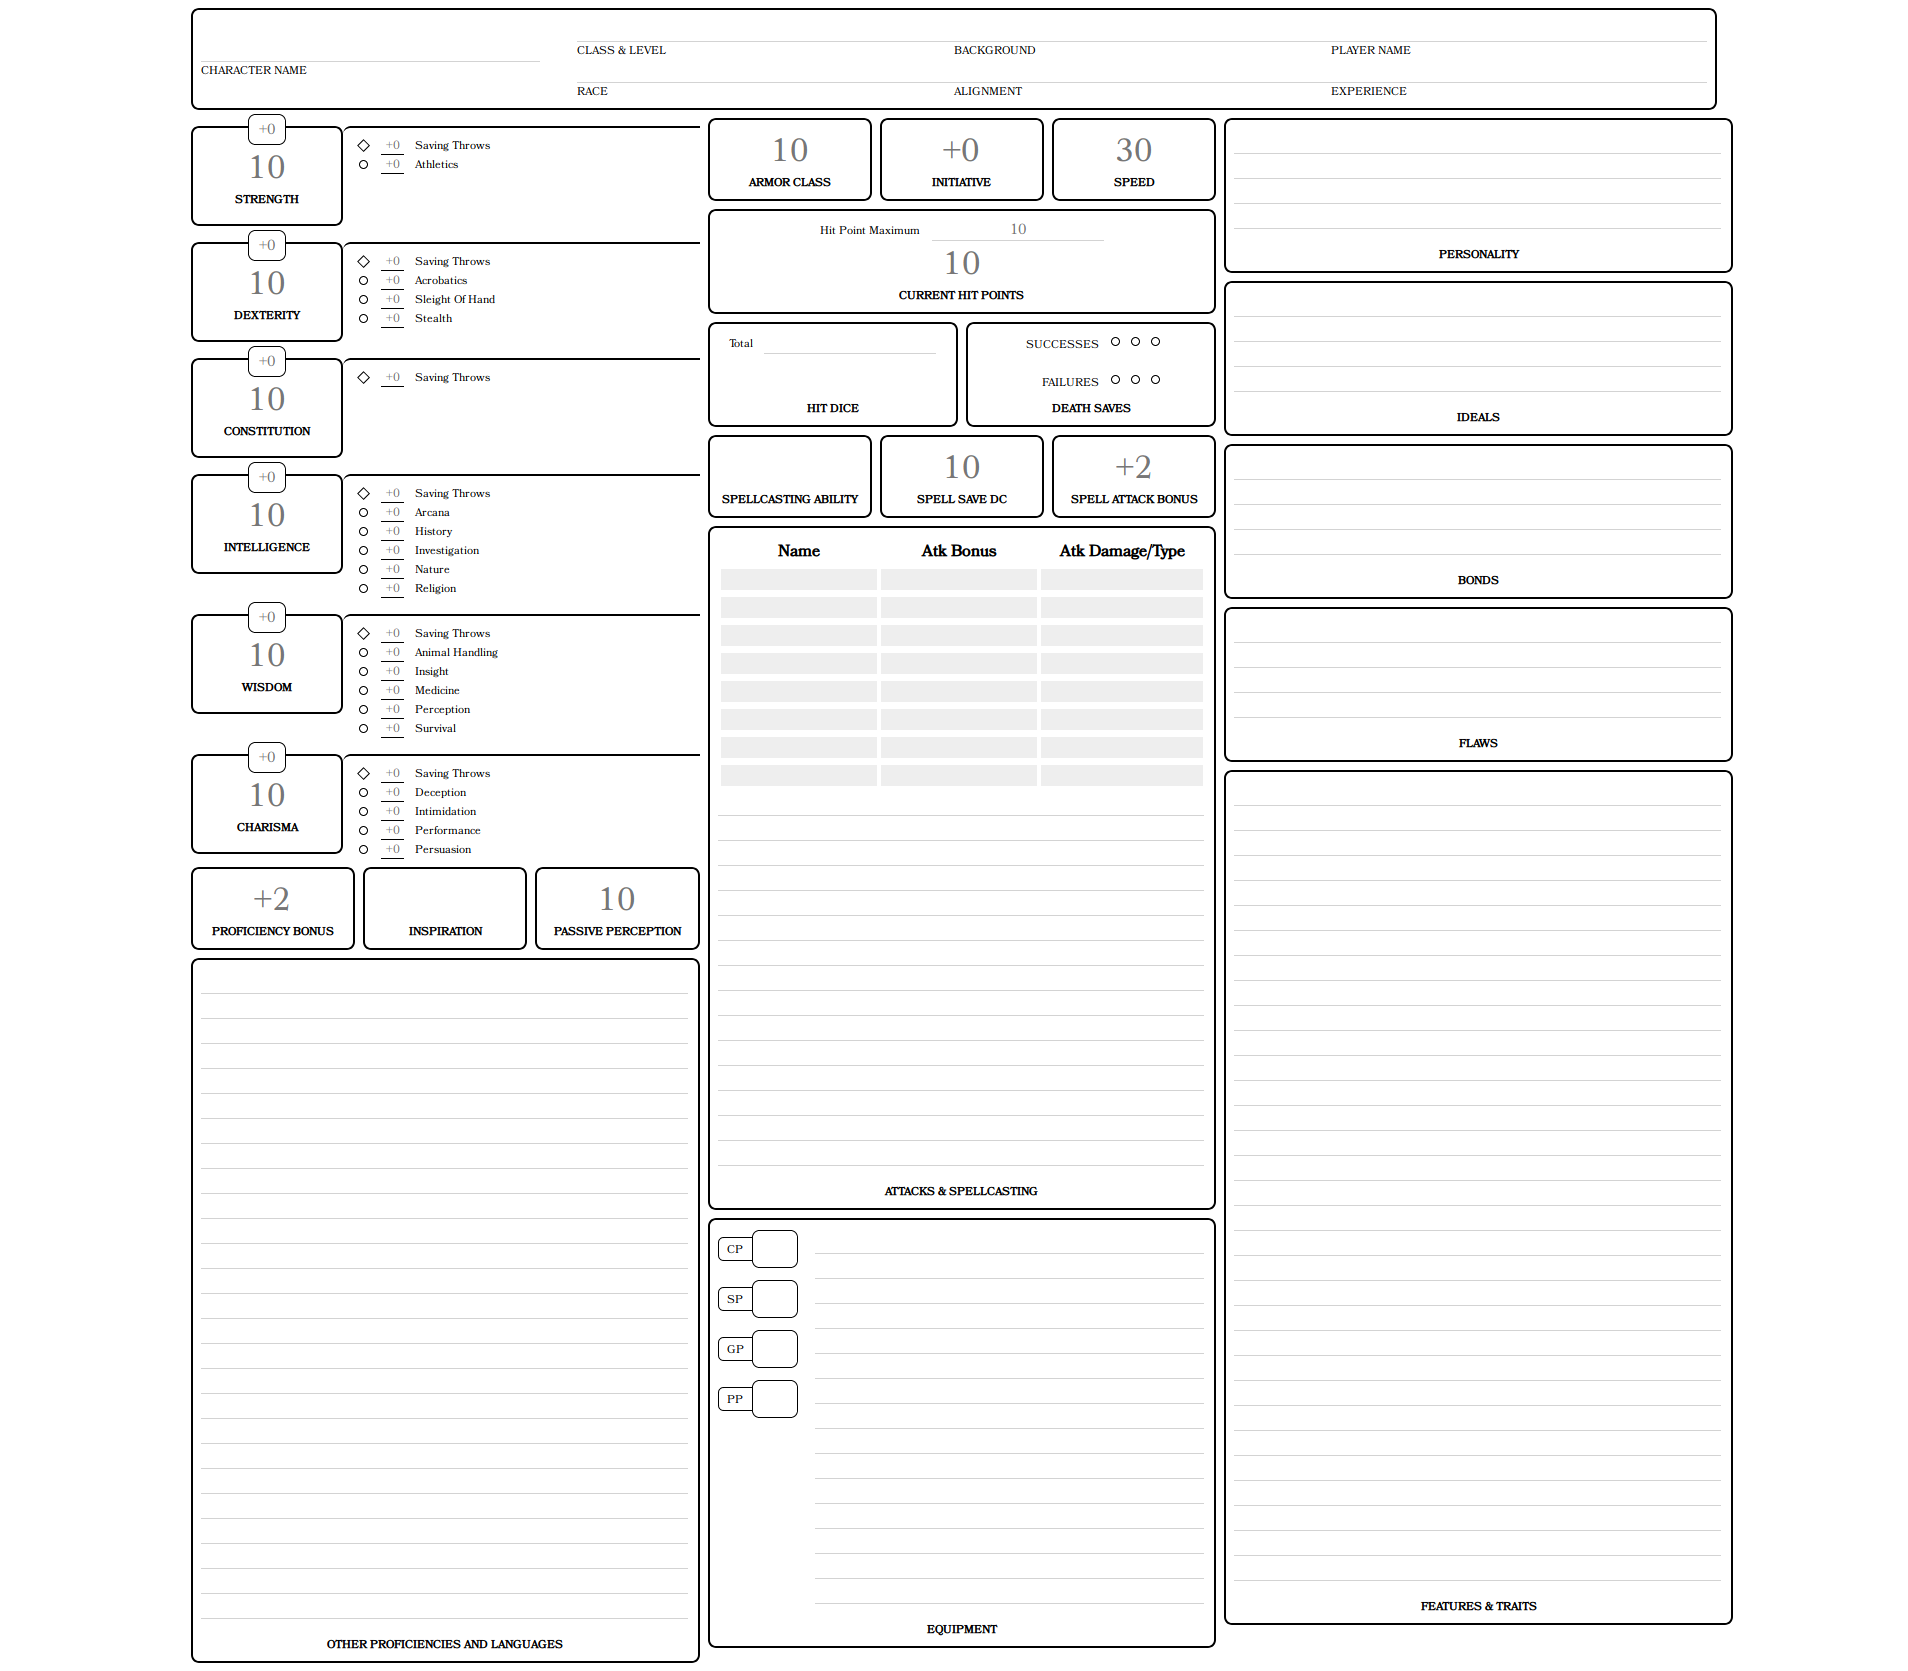 CHARACTER NAME
CLASS & LEVEL
BACKGROUND
PLAYER NAME
RACE
ALIGNMENT
EXPERIENCE
+0
10
STRENGTH
+0 Saving Throws
+0 Athletics
+0
10
DEXTERITY
+0 Saving Throws
+0 Acrobatics
+0 Sleight Of Hand
+0 Stealth
+0
10
CONSTITUTION
+0 Saving Throws
+0
10
INTELLIGENCE
+0 Saving Throws
+0 Arcana
+0 History
+0 Investigation
+0 Nature
+0 Religion
+0
10
WISDOM
+0 Saving Throws
+0 Animal Handling
+0 Insight
+0 Medicine
+0 Perception
+0 Survival
+0
10
CHARISMA
+0 Saving Throws
+0 Deception
+0 Intimidation
+0 Performance
+0 Persuasion
+2
PROFICIENCY BONUS
INSPIRATION
10
PASSIVE PERCEPTION
OTHER PROFICIENCIES AND LANGUAGES
10
ARMOR CLASS
+0
INITIATIVE
30
SPEED
Hit Point Maximum 10
10
CURRENT HIT POINTS
Total
HIT DICE
SUCCESSES
FAILURES
DEATH SAVES
SPELLCASTING ABILITY
10
SPELL SAVE DC
+2
SPELL ATTACK BONUS
Name Atk Bonus Atk Damage/Type
ATTACKS & SPELLCASTING
CP
SP
GP
PP
EQUIPMENT
PERSONALITY
IDEALS
BONDS
FLAWS
FEATURES & TRAITS